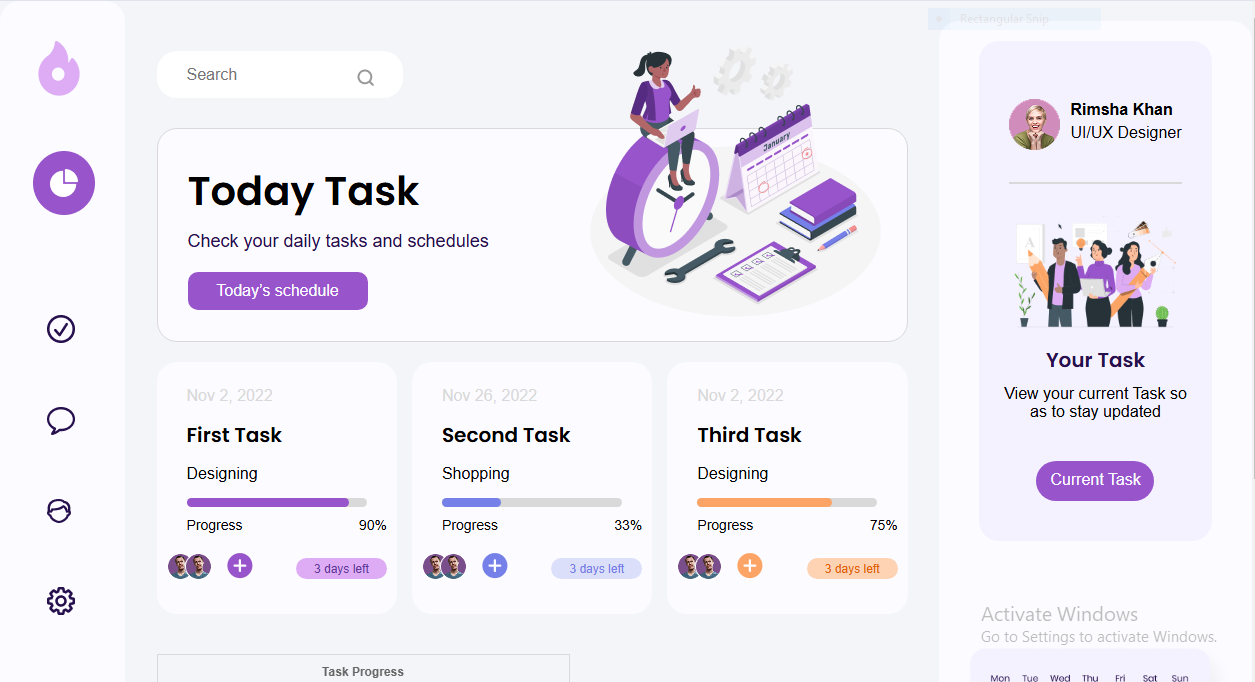 Rectangular Snip
Search
January
Today Task
Check your daily tasks and schedules
Today's schedule
Nov 2, 2022
First Task
Designing
Progress 90%
3 days left
Nov 26, 2022
Second Task
Shopping
Progress 33%
3 days left
Nov 2, 2022
Third Task
Designing
Progress 75%
3 days left
Task Progress
Rimsha Khan
UI/UX Designer
A
Your Task
View your current Task so
as to stay updated
Current Task
Activate Windows
Go to Settings to activate Windows.
Mon Tue Wed Thu Fri Sat Sun